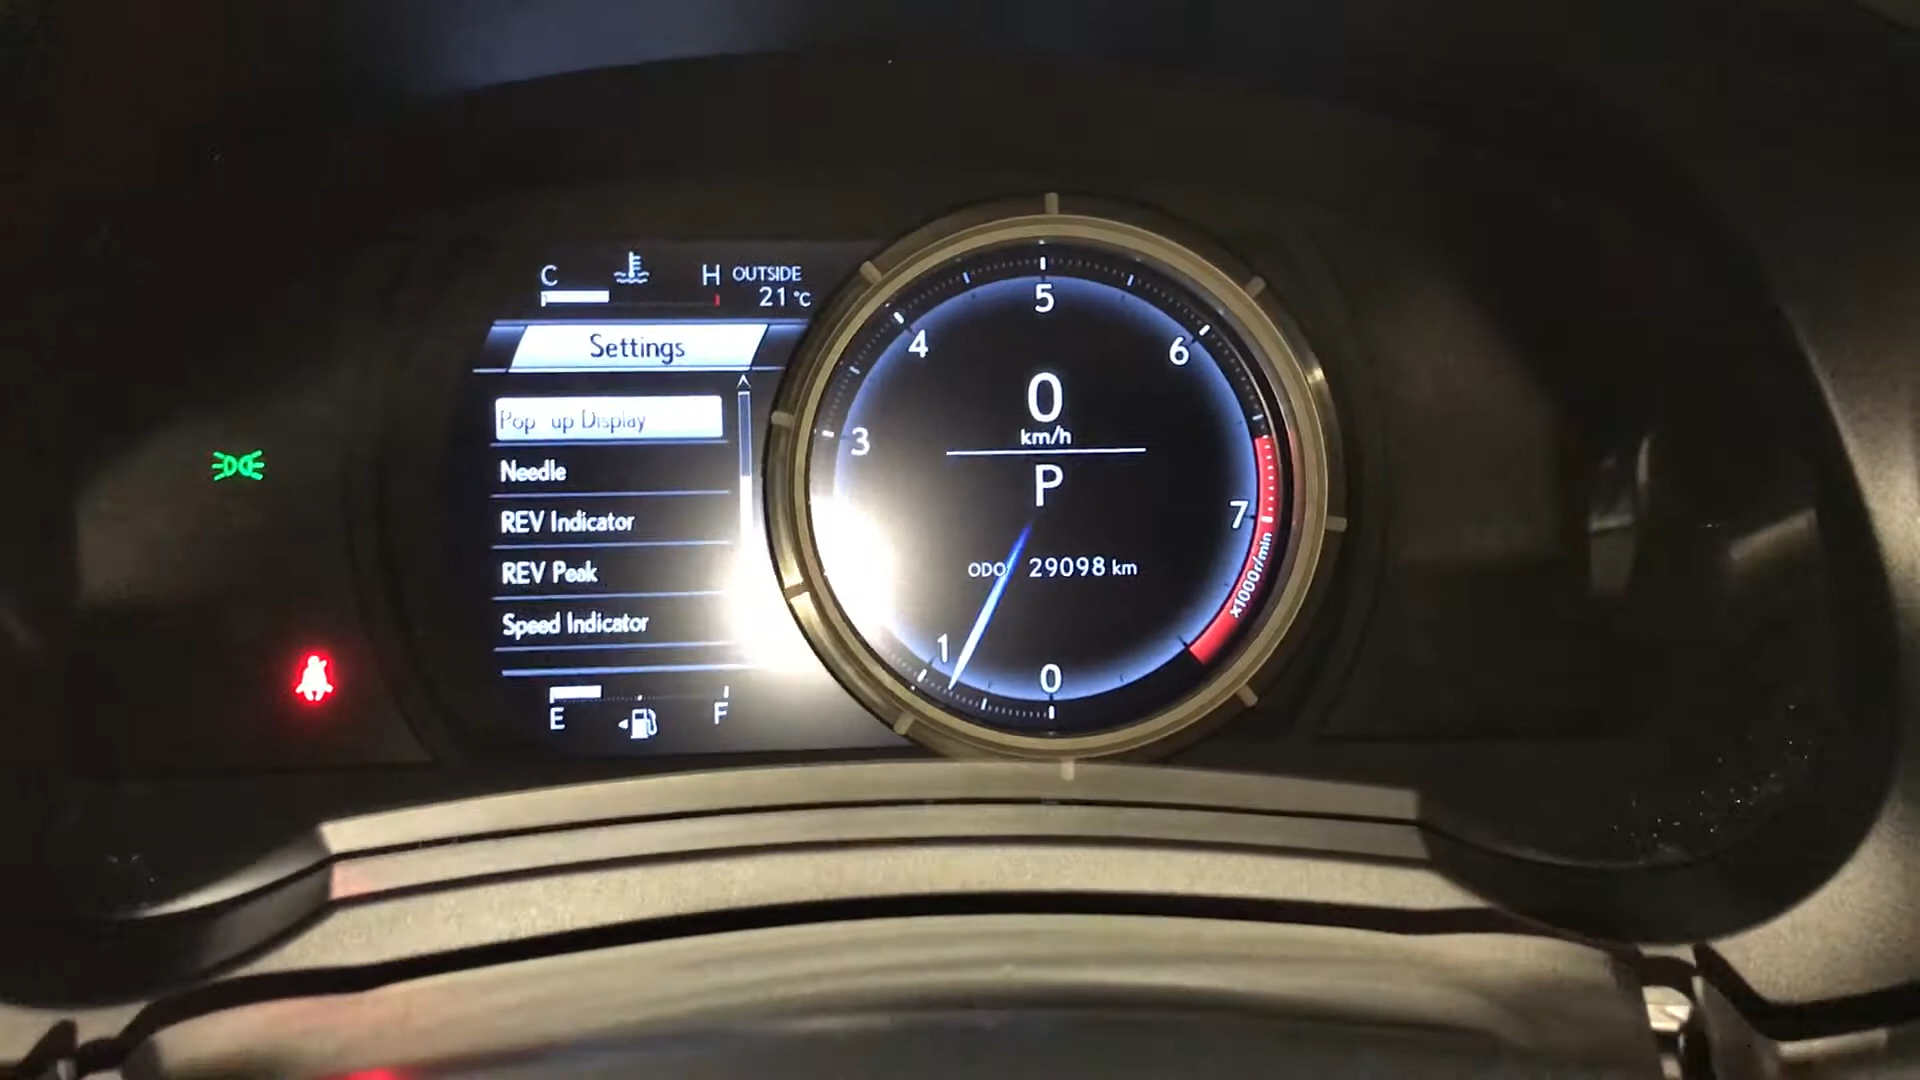 C H OUTSIDE
21°C
Settings
Pop-up Display
Needle
REV Indicator
REV Peak
Speed Indicator
E F
5
4 6
3
7
1
0
x1000r/min
0
km/h
P
ODO 29098 km